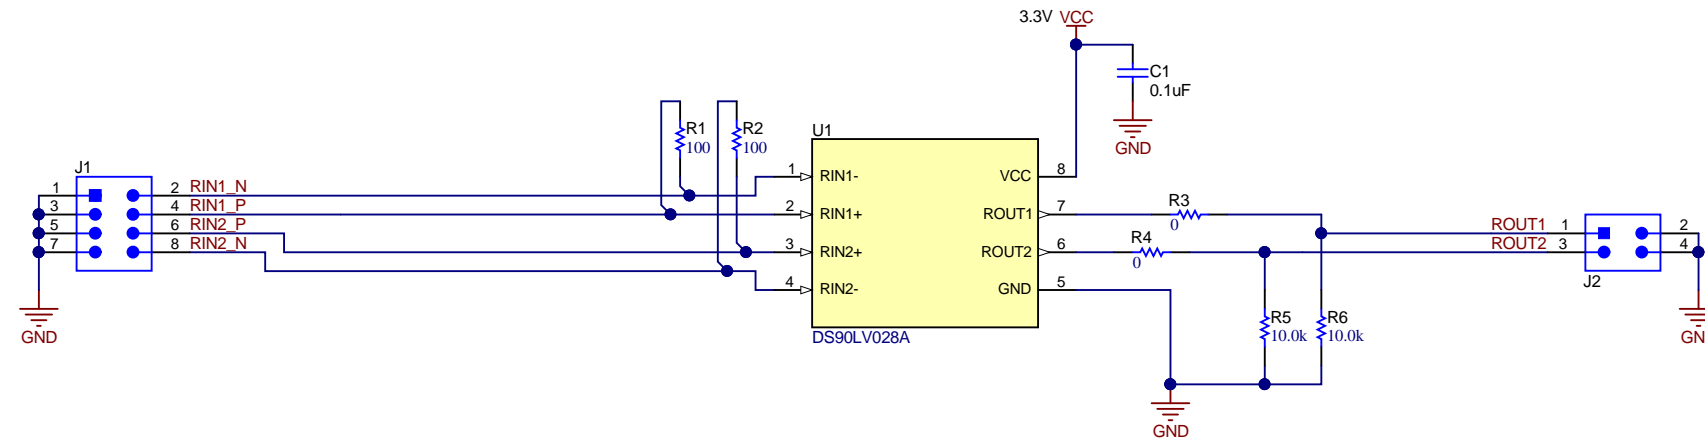 3.3V VCC
C1
0.1uF
GND
R1
100
R2
100
U1
1 RIN1-
2 RIN1+
3 RIN2+
4 RIN2-
VCC 8
ROUT1 7
ROUT2 6
GND 5
DS90LV028A
J1
1 2 RIN1_N
3 4 RIN1_P
5 6 RIN2_P
7 8 RIN2_N
GND
R3
0
R4
0
R5
10.0k
R6
10.0k
GND
ROUT1 1 2
ROUT2 3 4
J2
GN